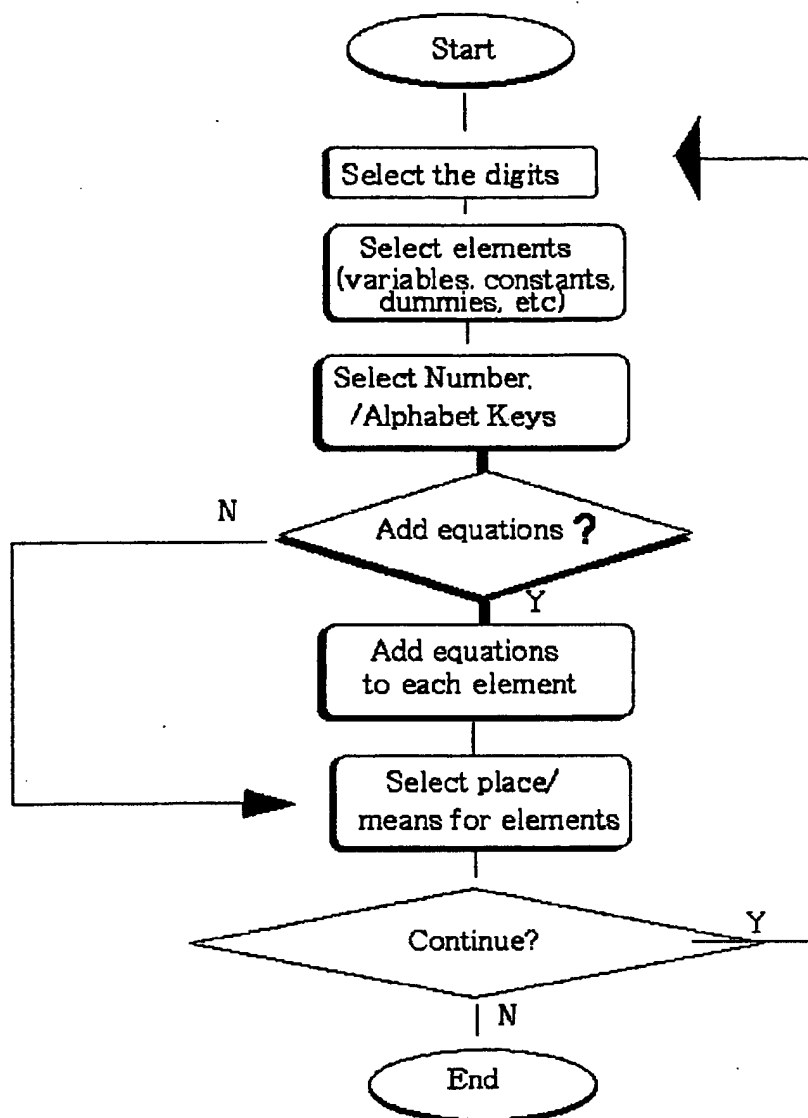 Start
Select the digits
Select elements
(variables, constants,
dummies, etc)
Select Number,
/Alphabet Keys
N
Add equations ?
Y
Add equations
to each element
Select place/
means for elements
Continue?
Y
N
End